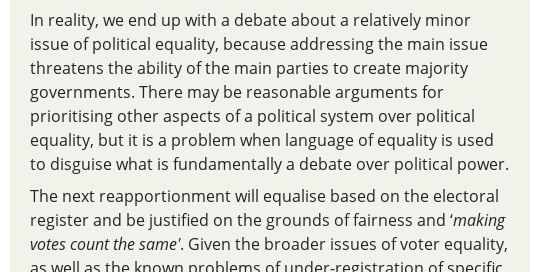 In reality, we end up with a debate about a relatively minor
issue of political equality, because addressing the main issue
threatens the ability of the main parties to create majority
governments. There may be reasonable arguments for
prioritising other aspects of a political system over political
equality, but it is a problem when language of equality is used
to disguise what is fundamentally a debate over political power.
The next reapportionment will equalise based on the electoral
register and be justified on the grounds of fairness and ‘making
votes count the same’. Given the broader issues of voter equality,
as well as the known problems of under-registration of specific